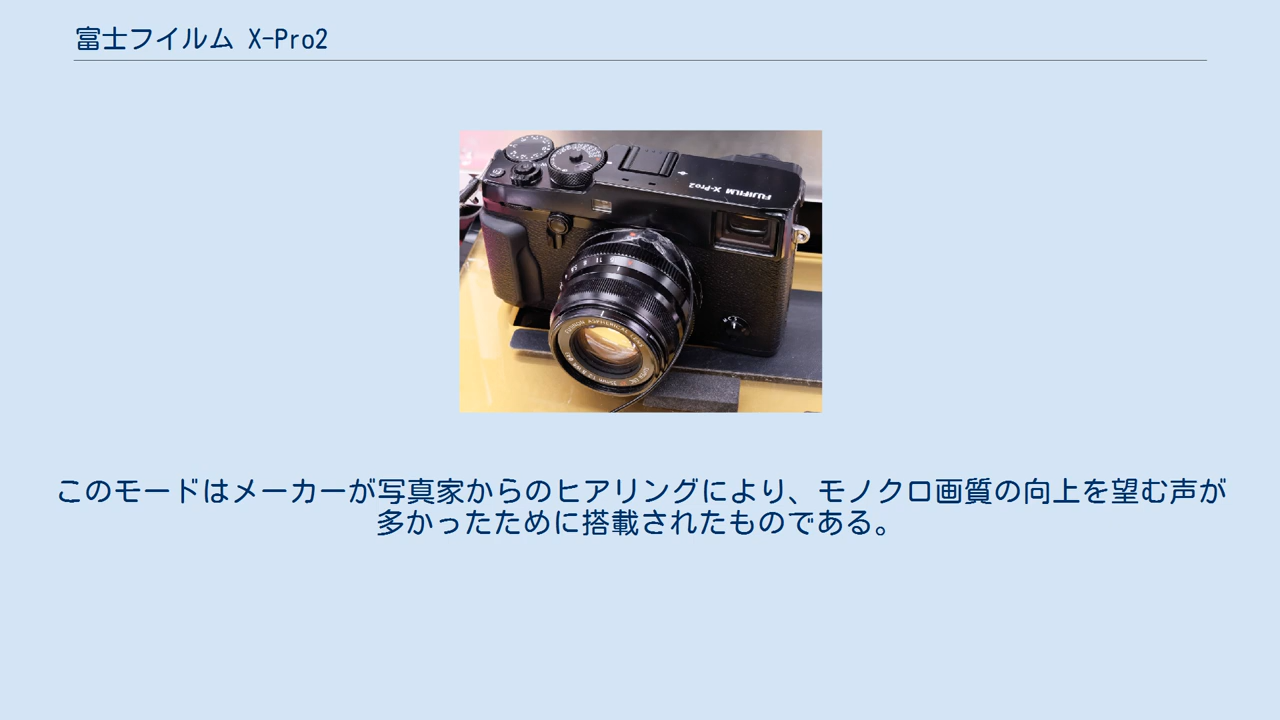 富士フイルム X-Pro2
FUJIFILM X-Pro2
このモードはメーカーが写真家からのヒアリングにより、モノクロ画質の向上を望む声が
多かったために搭載されたものである。